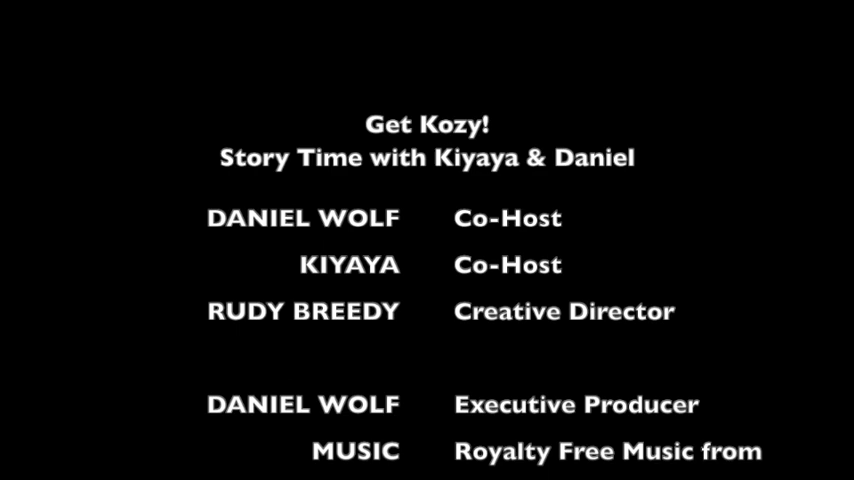 Get Kozy!
Story Time with Kiyaya & Daniel
DANIEL WOLF Co-Host
KIYAYA Co-Host
RUDY BREEDY Creative Director
DANIEL WOLF Executive Producer
MUSIC Royalty Free Music from